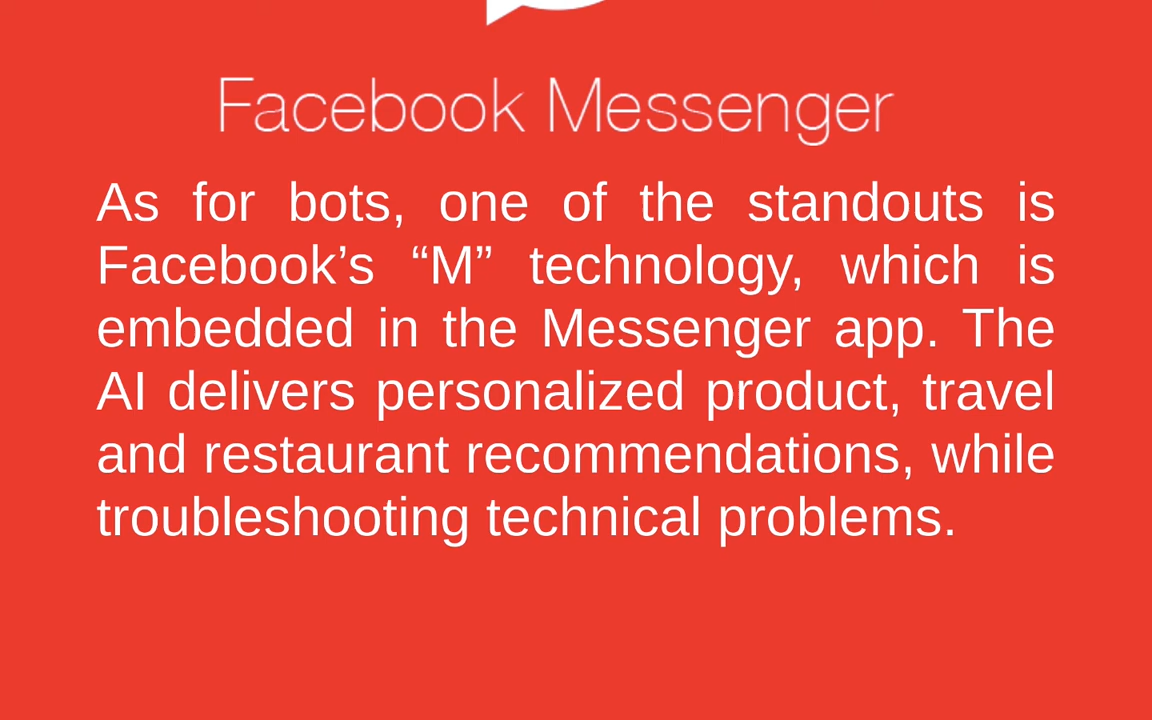 Facebook Messenger
As for bots, one of the standouts is
Facebook’s “M” technology, which is
embedded in the Messenger app. The
AI delivers personalized product, travel
and restaurant recommendations, while
troubleshooting technical problems.